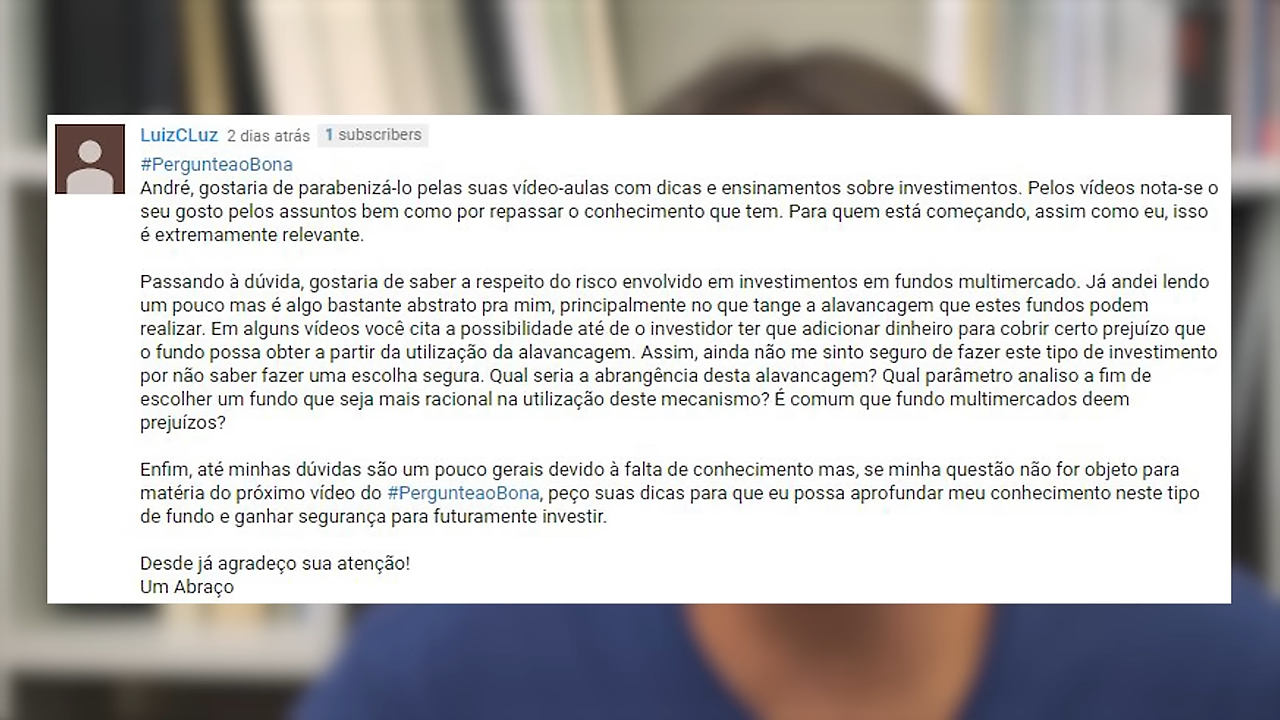 LuizCLuz 2 dias atrás 1 subscribers
#PergunteaoBona
André, gostaria de parabenizá-lo pelas suas vídeo-aulas com dicas e ensinamentos sobre investimentos. Pelos vídeos nota-se o
seu gosto pelos assuntos bem como por repassar o conhecimento que tem. Para quem está começando, assim como eu, isso
é extremamente relevante.
Passando à dúvida, gostaria de saber a respeito do risco envolvido em investimentos em fundos multimercado. Já andei lendo
um pouco mas é algo bastante abstrato pra mim, principalmente no que tange a alavancagem que estes fundos podem
realizar. Em alguns vídeos você cita a possibilidade até de o investidor ter que adicionar dinheiro para cobrir certo prejuízo que
o fundo possa obter a partir da utilização da alavancagem. Assim, ainda não me sinto seguro de fazer este tipo de investimento
por não saber fazer uma escolha segura. Qual seria a abrangência desta alavancagem? Qual parâmetro analiso a fim de
escolher um fundo que seja mais racional na utilização deste mecanismo? É comum que fundo multimercados deem
prejuízos?
Enfim, até minhas dúvidas são um pouco gerais devido à falta de conhecimento mas, se minha questão não for objeto para
matéria do próximo vídeo do #PergunteaoBona, peço suas dicas para que eu possa aprofundar meu conhecimento neste tipo
de fundo e ganhar segurança para futuramente investir.
Desde já agradeço sua atenção!
Um Abraço